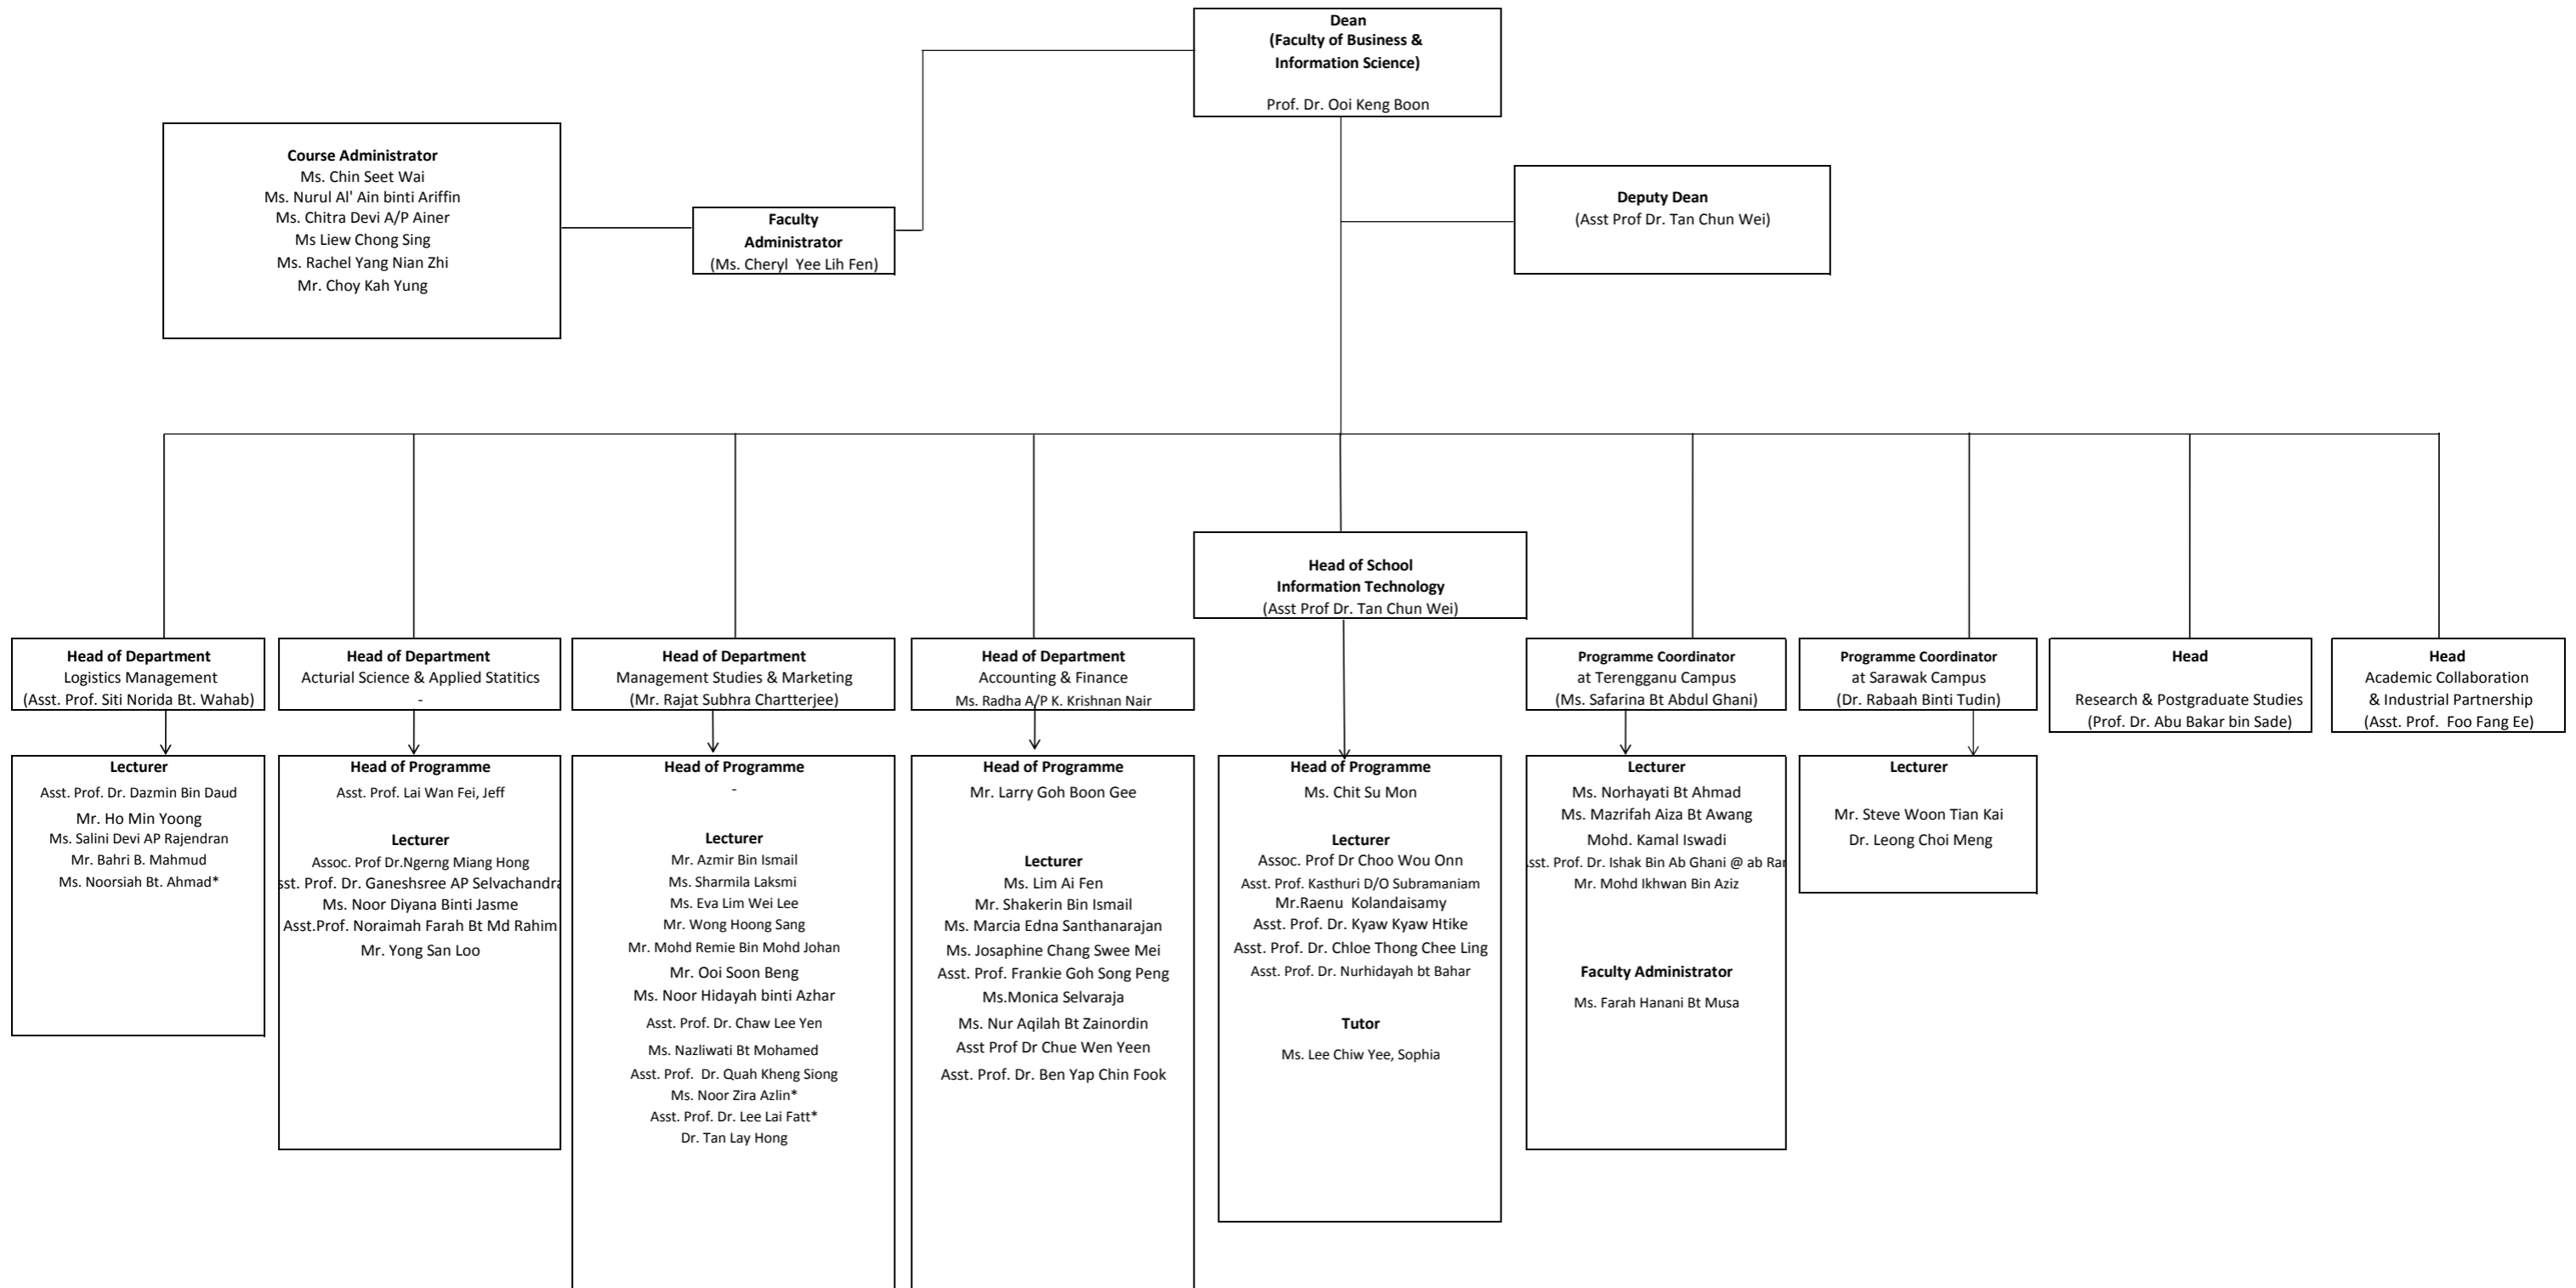 Dean
(Faculty of Business &
Information Science)
Prof. Dr. Ooi Keng Boon
Course Administrator
Ms. Chin Seet Wai
Ms. Nurul Al' Ain binti Ariffin
Ms. Chitra Devi A/P Ainer
Ms Liew Chong Sing
Ms. Rachel Yang Nian Zhi
Mr. Choy Kah Yung
Faculty
Administrator
(Ms. Cheryl Yee Lih Fen)
Deputy Dean
(Asst Prof Dr. Tan Chun Wei)
Head of School
Information Technology
(Asst Prof Dr. Tan Chun Wei)
Head of Department
Logistics Management
(Asst. Prof. Siti Norida Bt. Wahab)
Head of Department
Acturial Science & Applied Statitics
-
Head of Department
Management Studies & Marketing
(Mr. Rajat Subhra Chartterjee)
Head of Department
Accounting & Finance
Ms. Radha A/P K. Krishnan Nair
Programme Coordinator
at Terengganu Campus
(Ms. Safarina Bt Abdul Ghani)
Programme Coordinator
at Sarawak Campus
(Dr. Rabaah Binti Tudin)
Head
Research & Postgraduate Studies
(Prof. Dr. Abu Bakar bin Sade)
Head
Academic Collaboration
& Industrial Partnership
(Asst. Prof. Foo Fang Ee)
Lecturer
Asst. Prof. Dr. Dazmin Bin Daud
Mr. Ho Min Yoong
Ms. Salini Devi AP Rajendran
Mr. Bahri B. Mahmud
Ms. Noorsiah Bt. Ahmad*
Head of Programme
Asst. Prof. Lai Wan Fei, Jeff
Lecturer
Assoc. Prof Dr.Ngerng Miang Hong
sst. Prof. Dr. Ganeshsree AP Selvachandra
Ms. Noor Diyana Binti Jasme
Asst.Prof. Noraimah Farah Bt Md Rahim
Mr. Yong San Loo
Head of Programme
-
Lecturer
Mr. Azmir Bin Ismail
Ms. Sharmila Laksmi
Ms. Eva Lim Wei Lee
Mr. Wong Hoong Sang
Mr. Mohd Remie Bin Mohd Johan
Mr. Ooi Soon Beng
Ms. Noor Hidayah binti Azhar
Asst. Prof. Dr. Chaw Lee Yen
Ms. Nazliwati Bt Mohamed
Asst. Prof. Dr. Quah Kheng Siong
Ms. Noor Zira Azlin*
Asst. Prof. Dr. Lee Lai Fatt*
Dr. Tan Lay Hong
Head of Programme
Mr. Larry Goh Boon Gee
Lecturer
Ms. Lim Ai Fen
Mr. Shakerin Bin Ismail
Ms. Marcia Edna Santhanarajan
Ms. Josaphine Chang Swee Mei
Asst. Prof. Frankie Goh Song Peng
Ms.Monica Selvaraja
Ms. Nur Aqilah Bt Zainordin
Asst Prof Dr Chue Wen Yeen
Asst. Prof. Dr. Ben Yap Chin Fook
Head of Programme
Ms. Chit Su Mon
Lecturer
Assoc. Prof Dr Choo Wou Onn
Asst. Prof. Kasthuri D/O Subramaniam
Mr.Raenu Kolandaisamy
Asst. Prof. Dr. Kyaw Kyaw Htike
Asst. Prof. Dr. Chloe Thong Chee Ling
Asst. Prof. Dr. Nurhidayah bt Bahar
Tutor
Ms. Lee Chiw Yee, Sophia
Lecturer
Ms. Norhayati Bt Ahmad
Ms. Mazrifah Aiza Bt Awang
Mohd. Kamal Iswadi
sst. Prof. Dr. Ishak Bin Ab Ghani @ ab Ra
Mr. Mohd Ikhwan Bin Aziz
Faculty Administrator
Ms. Farah Hanani Bt Musa
Lecturer
Mr. Steve Woon Tian Kai
Dr. Leong Choi Meng